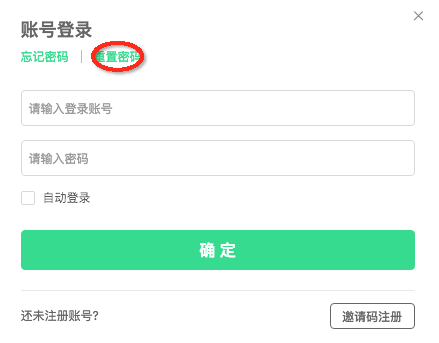 账号登录
忘记密码 | 重置密码
请输入登录账号
请输入密码
自动登录
确定
还未注册账号?
邀请码注册